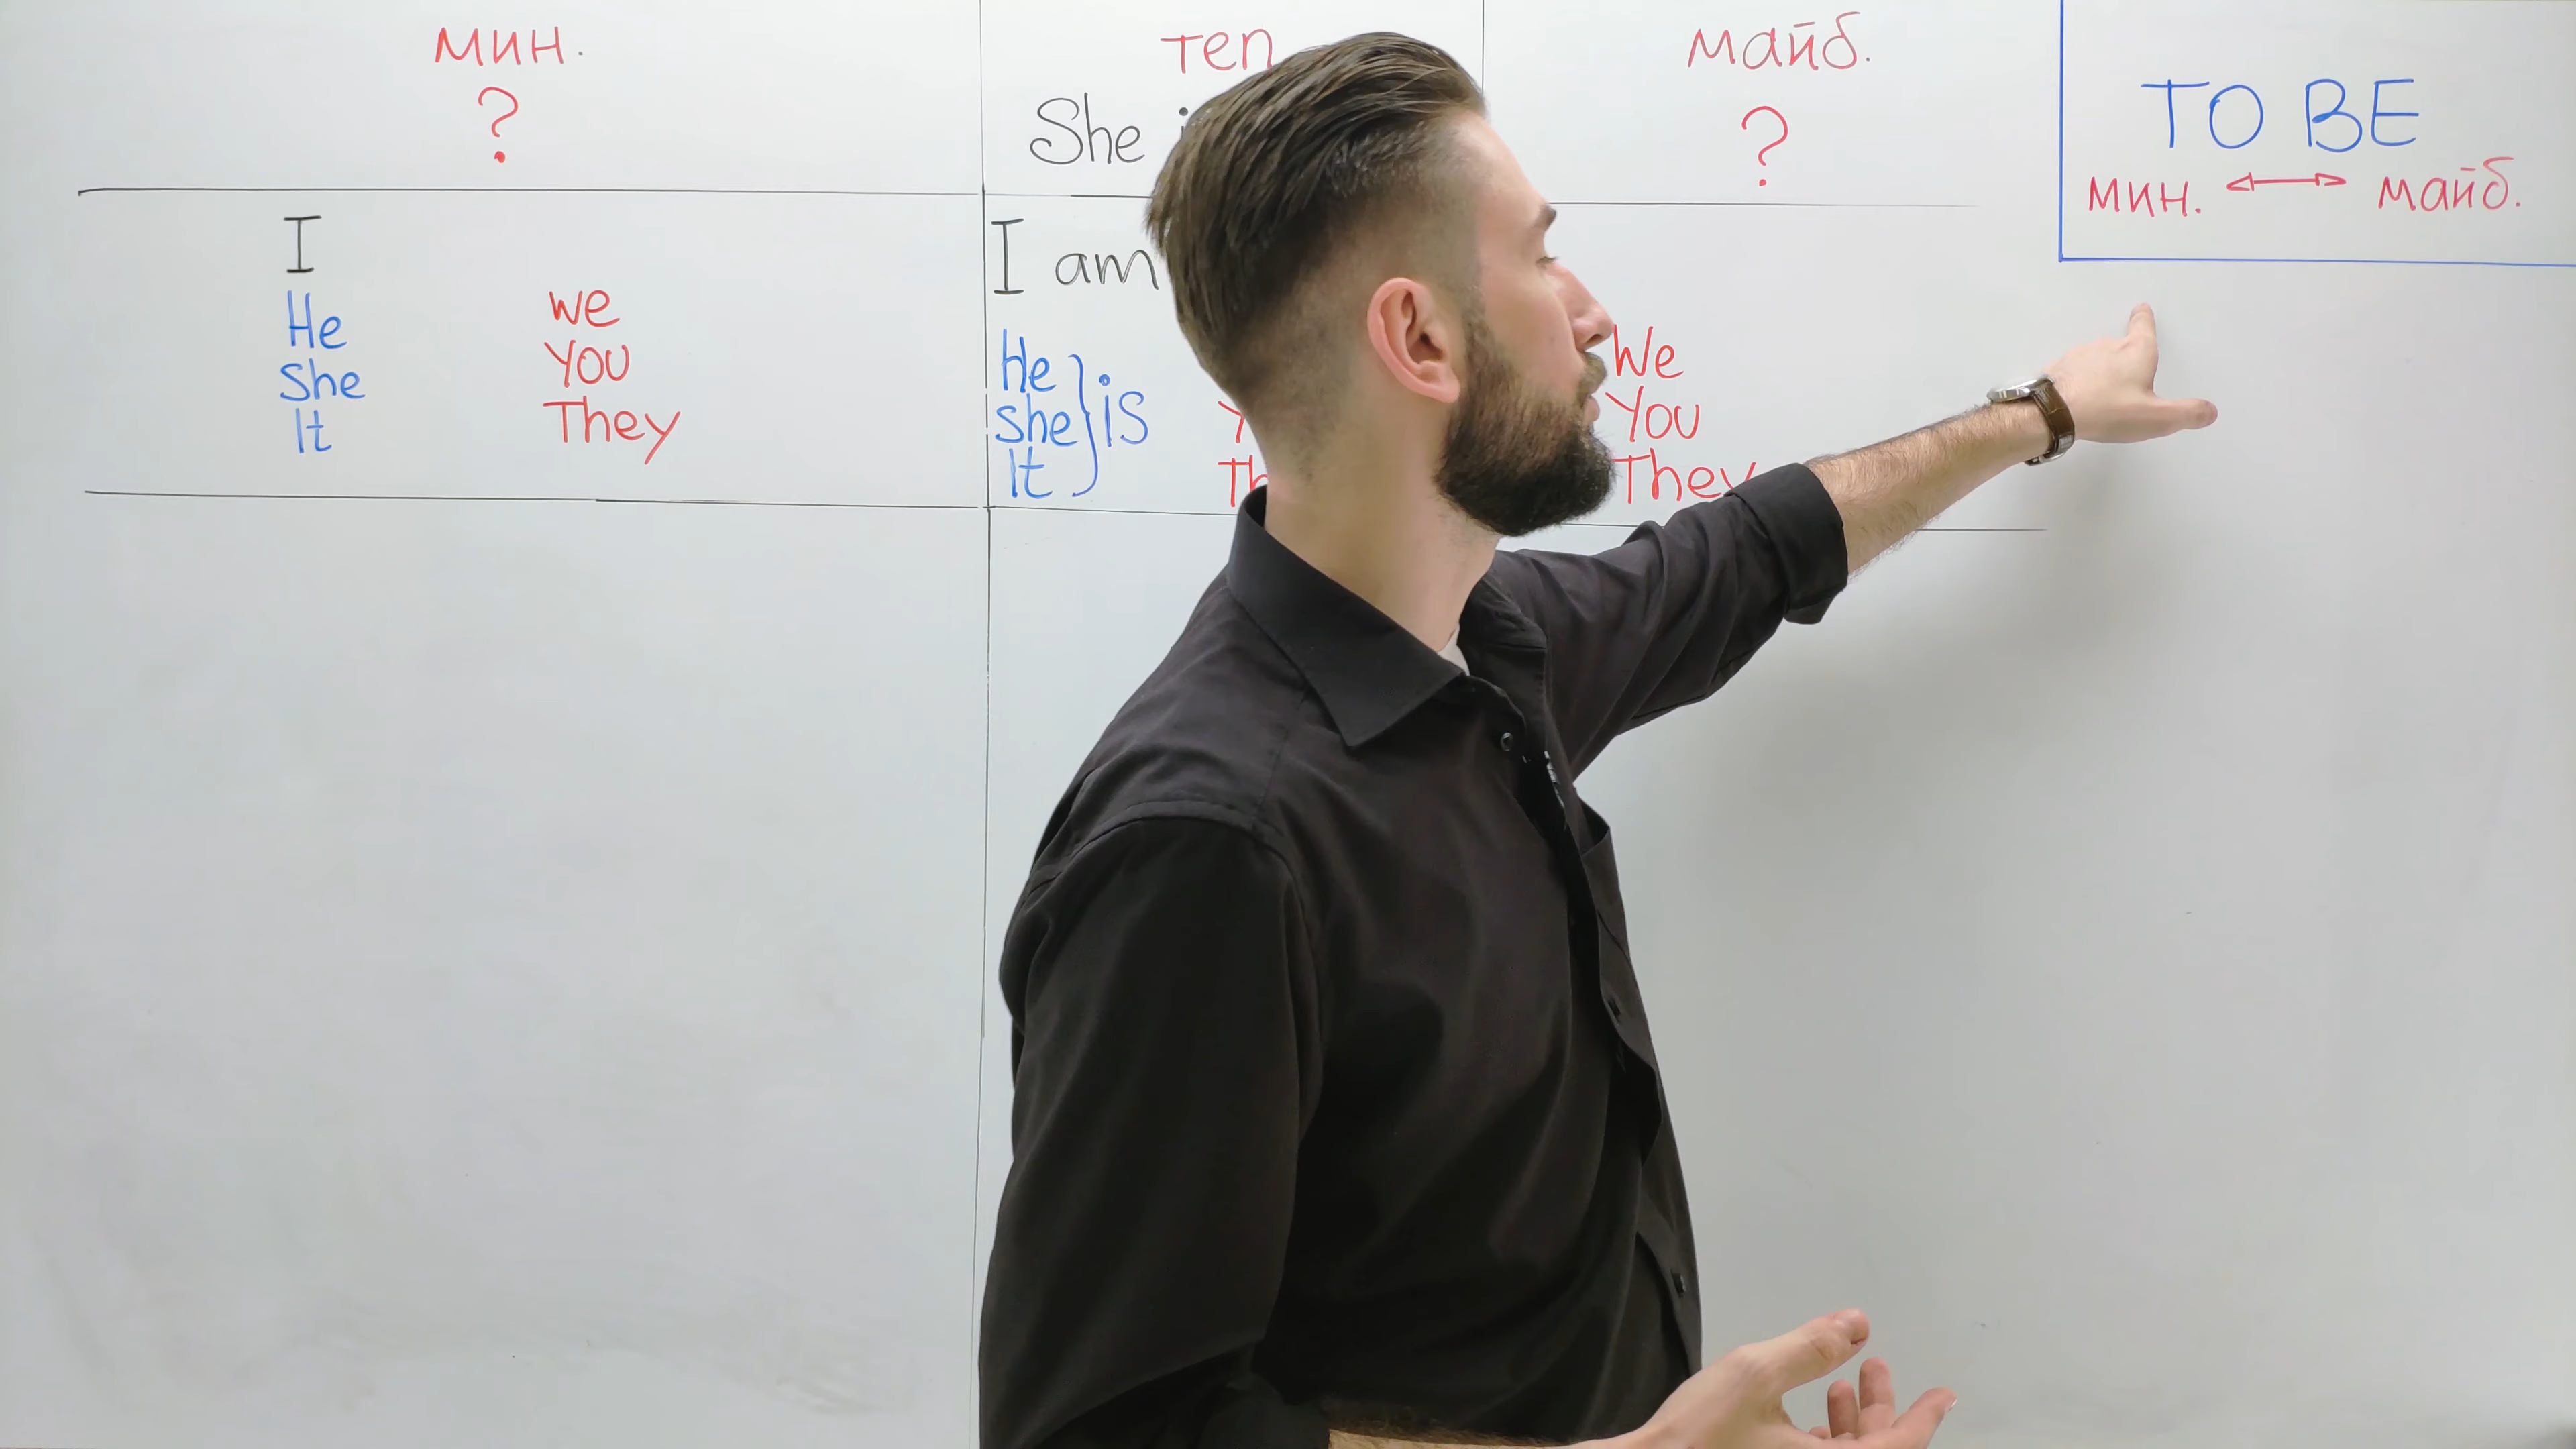 мин.
?
I
He
She
It
we
you
They
теп
She
I am
He
she
It
is
майб.
?
We
You
They
TO BE
мин. ↔ майб.